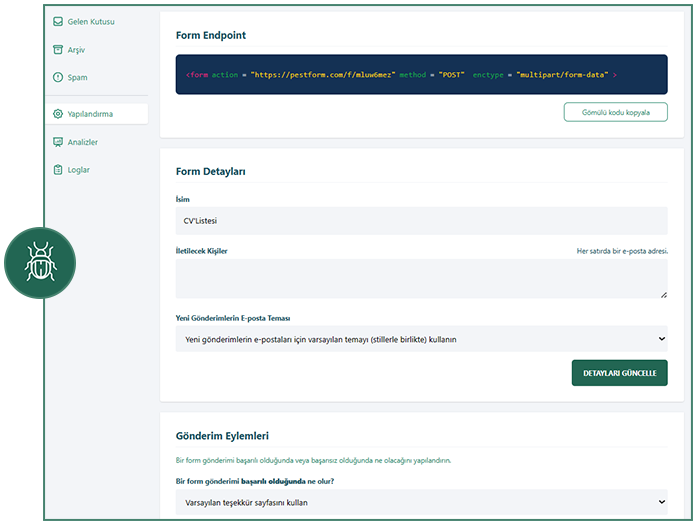 Gelen Kutusu
Arşiv
Spam
Yapılandırma
Analizler
Loglar
Form Endpoint
<form action = "https://pestform.com/f/mluw6mez" method = "POST" enctype = "multipart/form-data" >
Gömülü kodu kopyala
Form Detayları
İsim
CV'Listesi
İletilecek Kişiler
Her satırda bir e-posta adresi.
Yeni Gönderimlerin E-posta Teması
Yeni gönderimlerin e-postaları için varsayılan temayı (stillerle birlikte) kullanın
DETAYLARI GÜNCELLE
Gönderim Eylemleri
Bir form gönderimi başarılı olduğunda veya başarısız olduğunda ne olacağını yapılandırın.
Bir form gönderimi başarılı olduğunda ne olur?
Varsayılan teşekkür sayfasını kullan